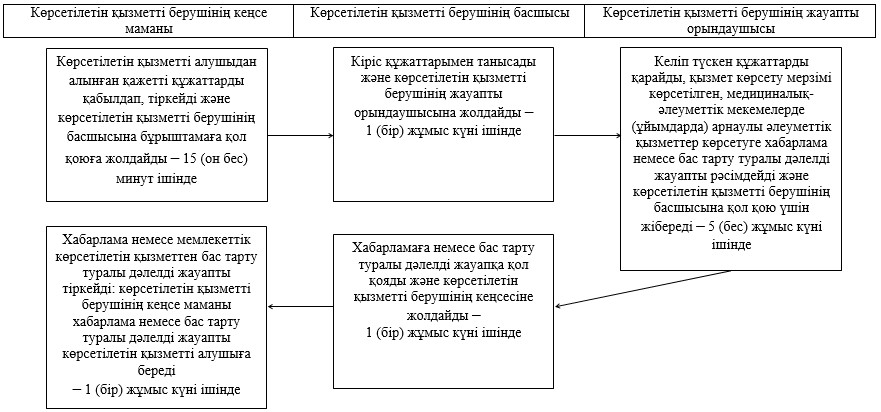 Көрсетілетін қызметті берушінің кеңсе
маманы
Көрсетілетін қызметті берушінің басшысы
Көрсетілетін қызметті берушінің жауапты
орындаушысы
Көрсетілетін қызметті алушыдан
алынған қажетті құжаттарды
қабылдап, тіркейді және
көрсетілетін қызметті берушінің
басшысына бұрыштамаға қол
қоюға жолдайды – 15 (он бес)
минут ішінде
Кіріс құжаттарымен танысады
және көрсетілетін қызметті
берушінің жауапты
орындаушысына жолдайды –
1 (бір) жұмыс күні ішінде
Келіп түскен құжаттарды
қарайды, қызмет көрсету мерзімі
көрсетілген, медициналық-
әлеуметтік мекемелерде
(ұйымдарда) арнаулы әлеуметтік
қызметтер көрсетуге хабарлама
немесе бас тарту туралы дәлелді
жауапты рәсімдейді және
көрсетілетін қызметті берушінің
басшысына қол қою үшін
жібереді – 5 (бес) жұмыс күні
ішінде
Хабарлама немесе мемлекеттік
көрсетілетін қызметтен бас тарту
туралы дәлелді жауапты
тіркейді: көрсетілетін қызметті
берушінің кеңсе маманы
хабарлама немесе бас тарту
туралы дәлелді жауапты
көрсетілетін қызметті алушыға
береді
– 1 (бір) жұмыс күні ішінде
Хабарламаға немесе бас тарту
туралы дәлелді жауапқа қол
қояды және көрсетілетін
қызметті берушінің кеңсесіне
жолдайды –
1 (бір) жұмыс күні ішінде